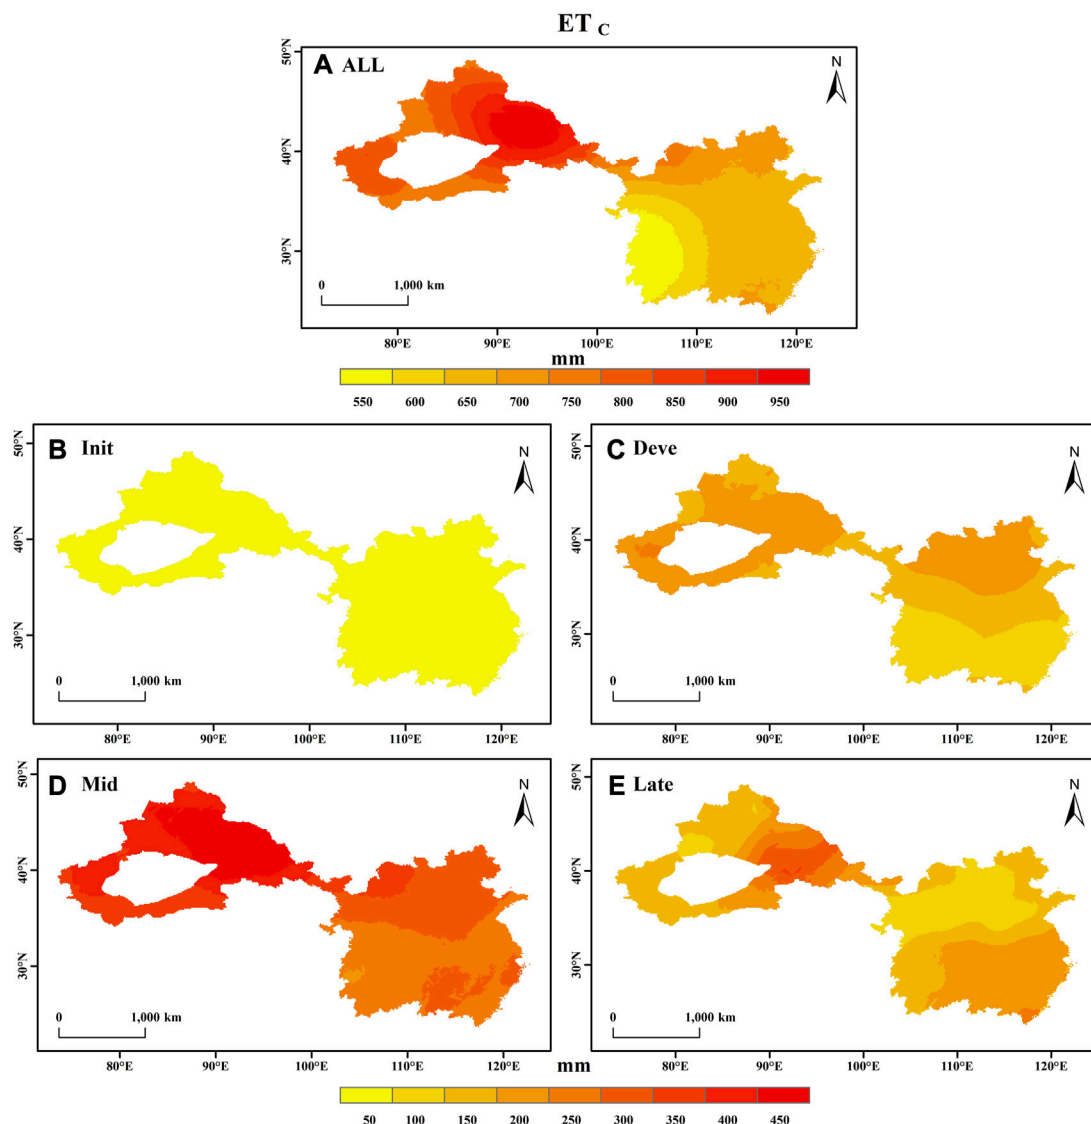 ET C
A ALL
N
50°N
40°N
30°N
0 1,000 km
80°E 90°E 100°E 110°E 120°E
mm
550 600 650 700 750 800 850 900 950
B Init
N
50°N
40°N
30°N
0 1,000 km
80°E 90°E 100°E 110°E 120°E
C Deve
N
50°N
40°N
30°N
0 1,000 km
80°E 90°E 100°E 110°E 120°E
D Mid
N
50°N
40°N
30°N
0 1,000 km
80°E 90°E 100°E 110°E 120°E
E Late
N
50°N
40°N
30°N
0 1,000 km
80°E 90°E 100°E 110°E 120°E
mm
50 100 150 200 250 300 350 400 450